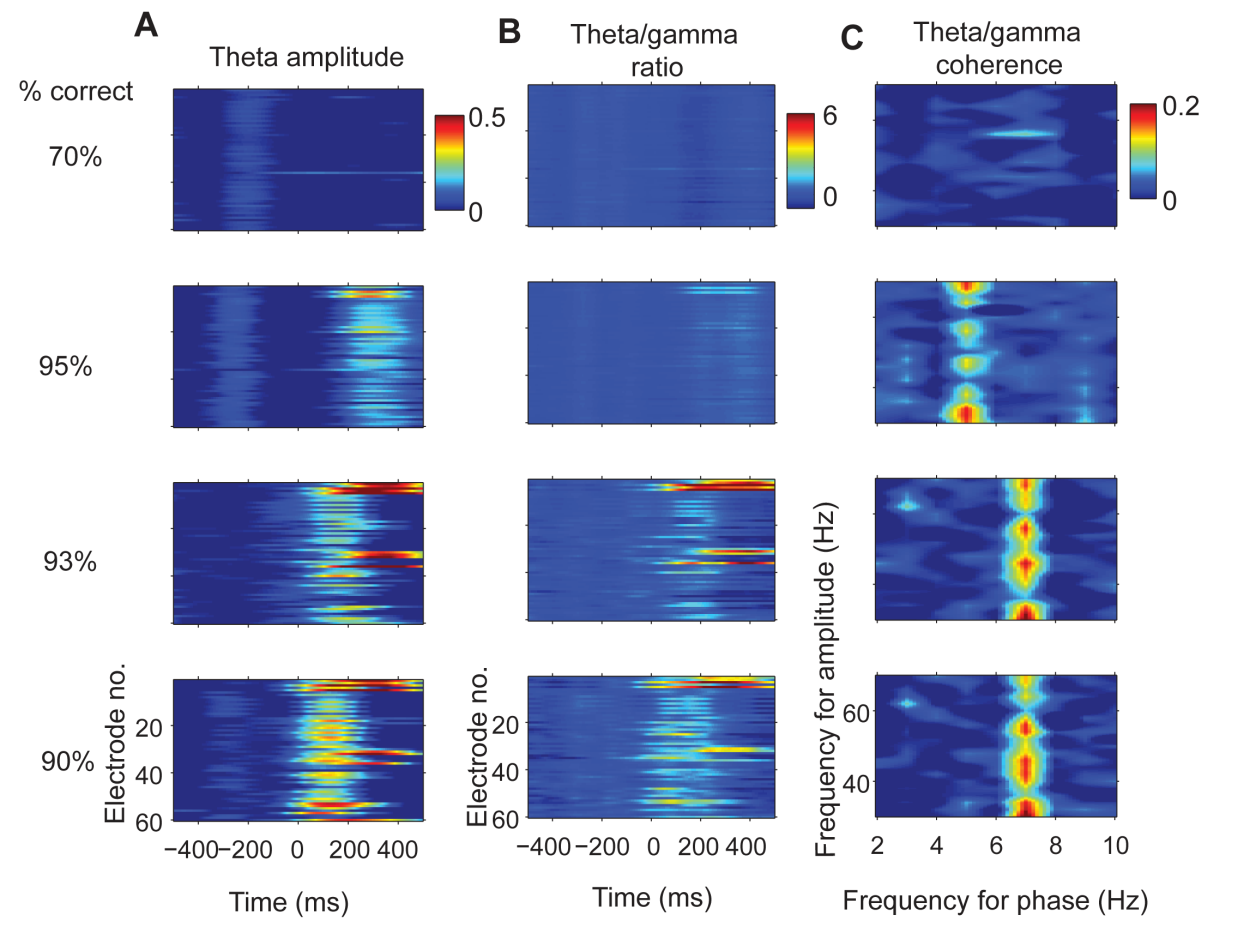 A
B
C
Theta amplitude
Theta/gamma
ratio
Theta/gamma
coherence
% correct
70%
0.5
0
6
0
0.2
0
95%
93%
90%
Electrode no.
20
40
60
−400 −200 0 200 400
Time (ms)
Electrode no.
20
40
60
−400 −200 0 200 400
Time (ms)
Frequency for amplitude (Hz)
60
40
2 4 6 8 10
Frequency for phase (Hz)